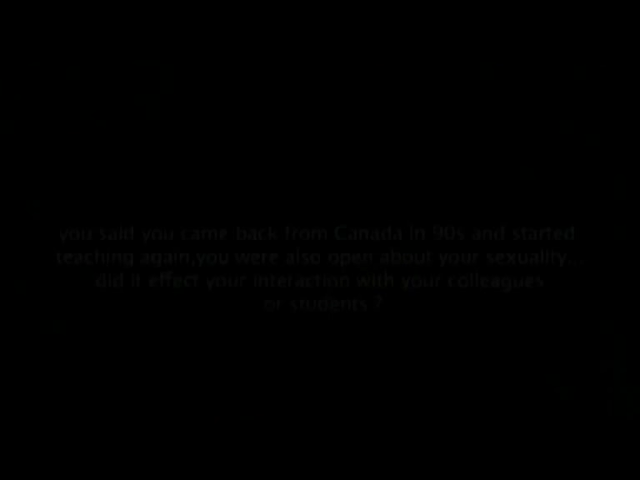 you said you came back from Canada in 90s and started
teaching again,you were also open about your sexuality...
did it effect your interaction with your colleagues
or students ?